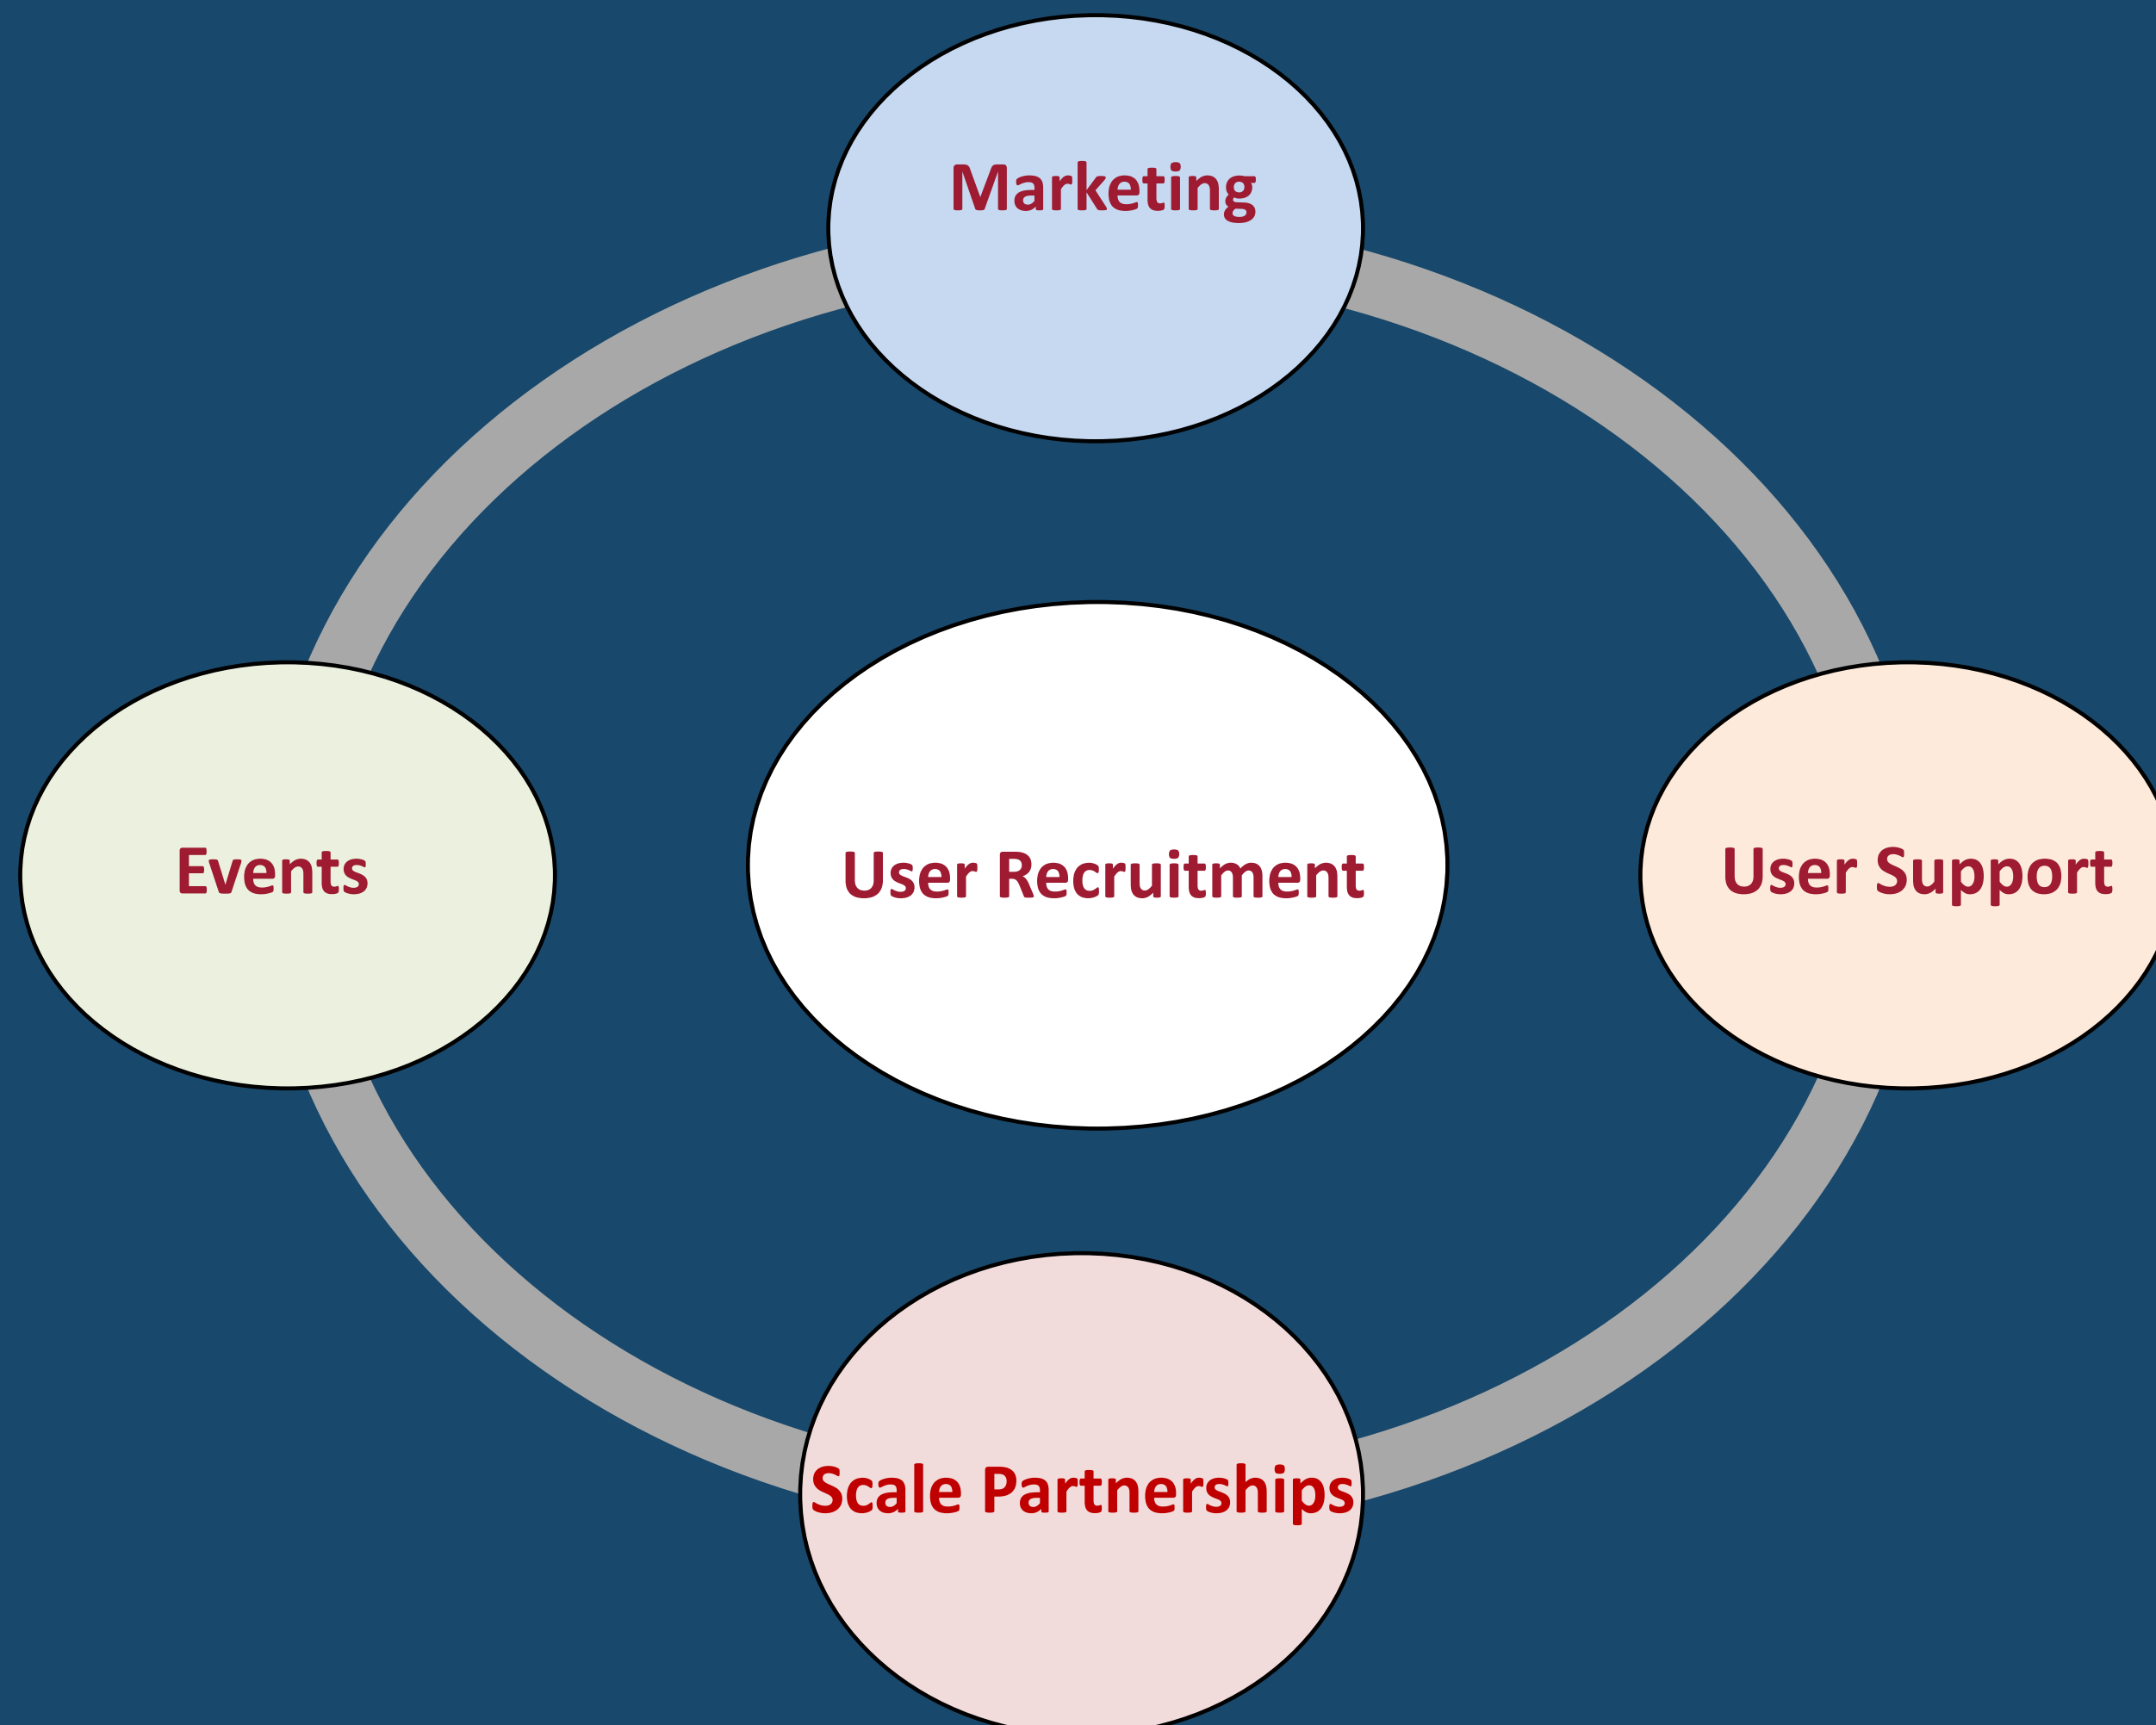 Marketing
Events
User Recruitment
User Support
Scale Partnerships